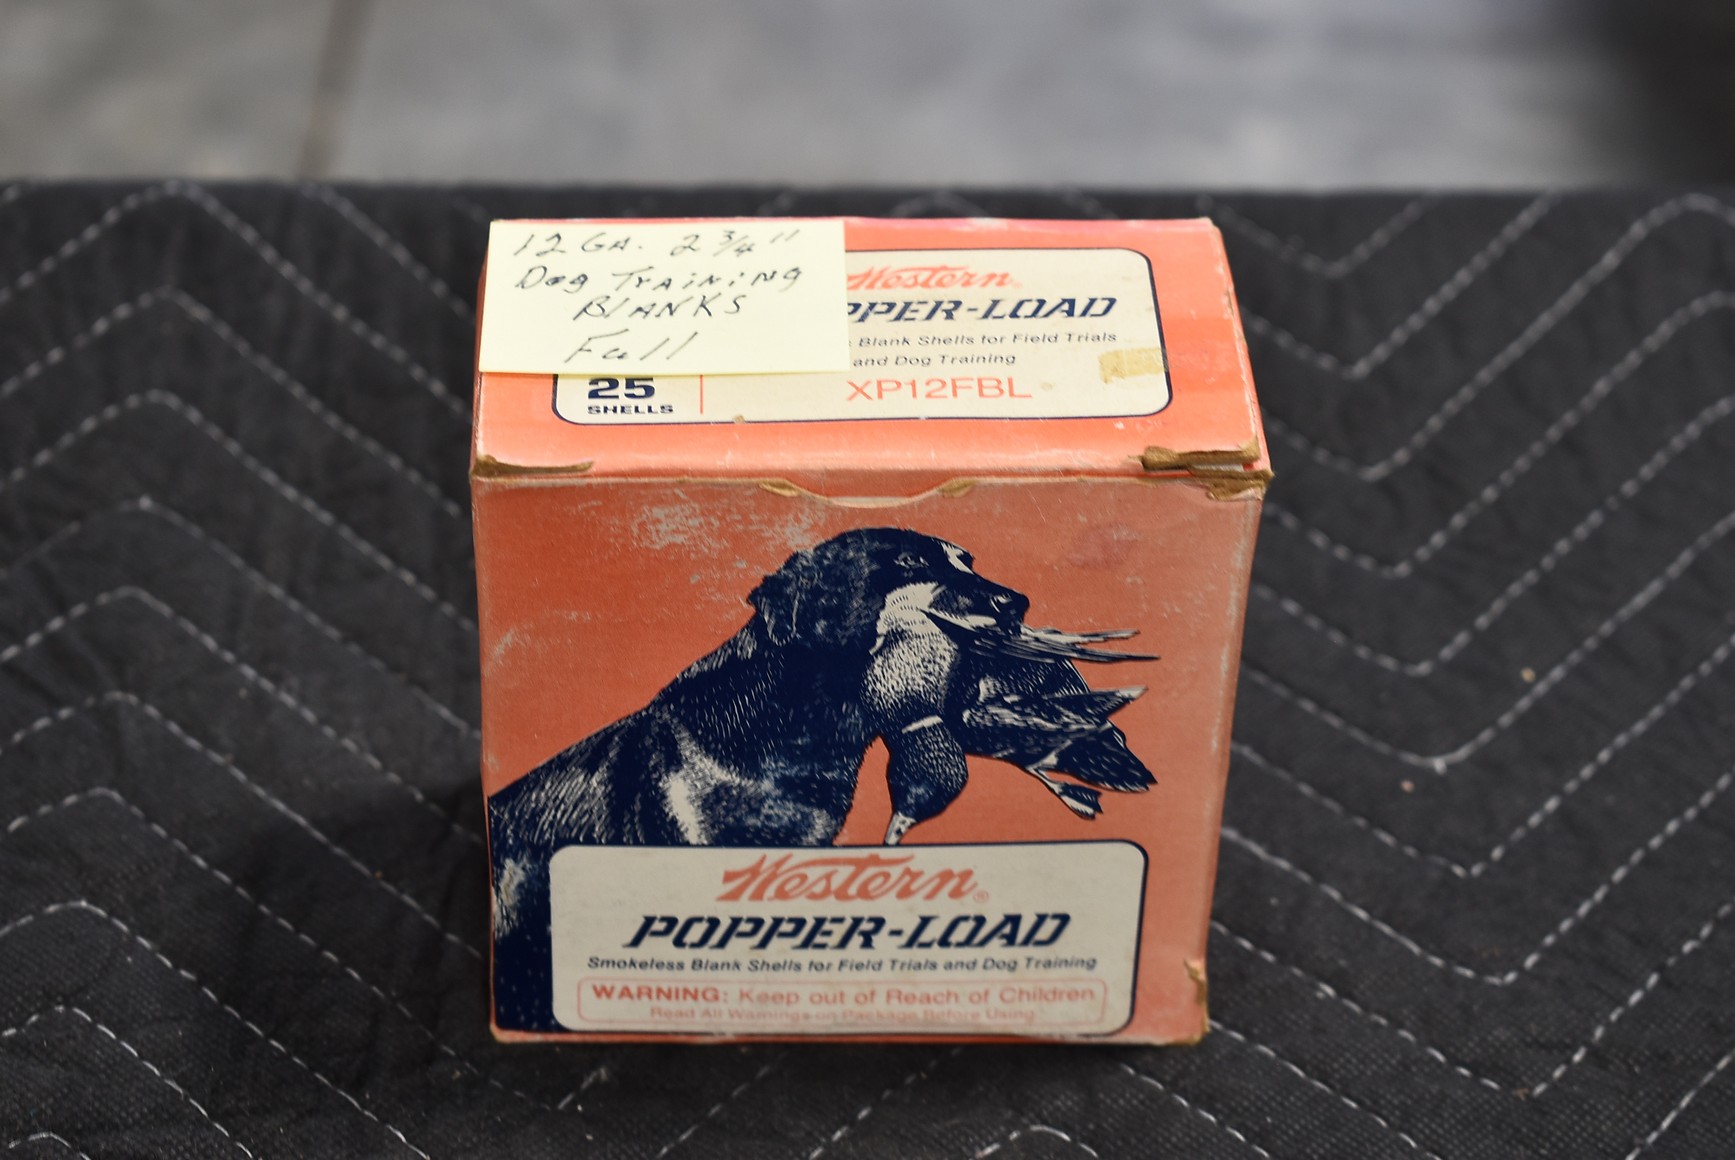 12 GA. 2 3/4"
Dog Training
BLANKS
Full
Western
PPER-LOAD
Blank Shells for Field Trials
and Dog Training
25
SHELLS
XP12FBL
Western®
POPPER-LOAD
Smokeless Blank Shells for Field Trials and Dog Training
WARNING: Keep out of Reach of Children
Read All Warnings on Package Before Using